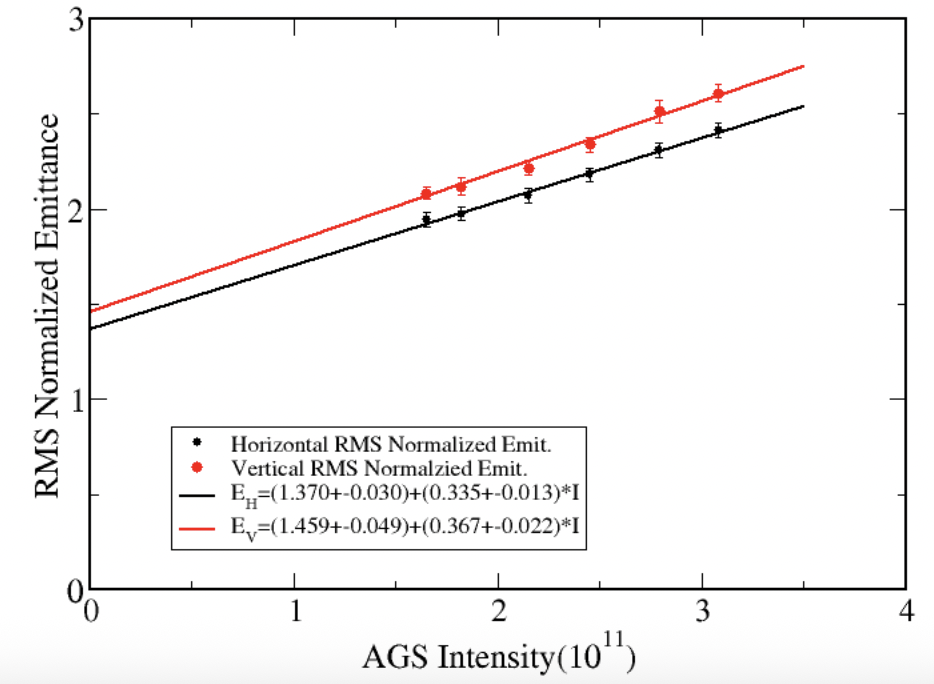 3
2
1
0
0 1 2 3 4
RMS Normalized Emittance
AGS Intensity(10^11)
Horizontal RMS Normalized Emit.
Vertical RMS Normalzied Emit.
E_H=(1.370+-0.030)+(0.335+-0.013)*I
E_V=(1.459+-0.049)+(0.367+-0.022)*I